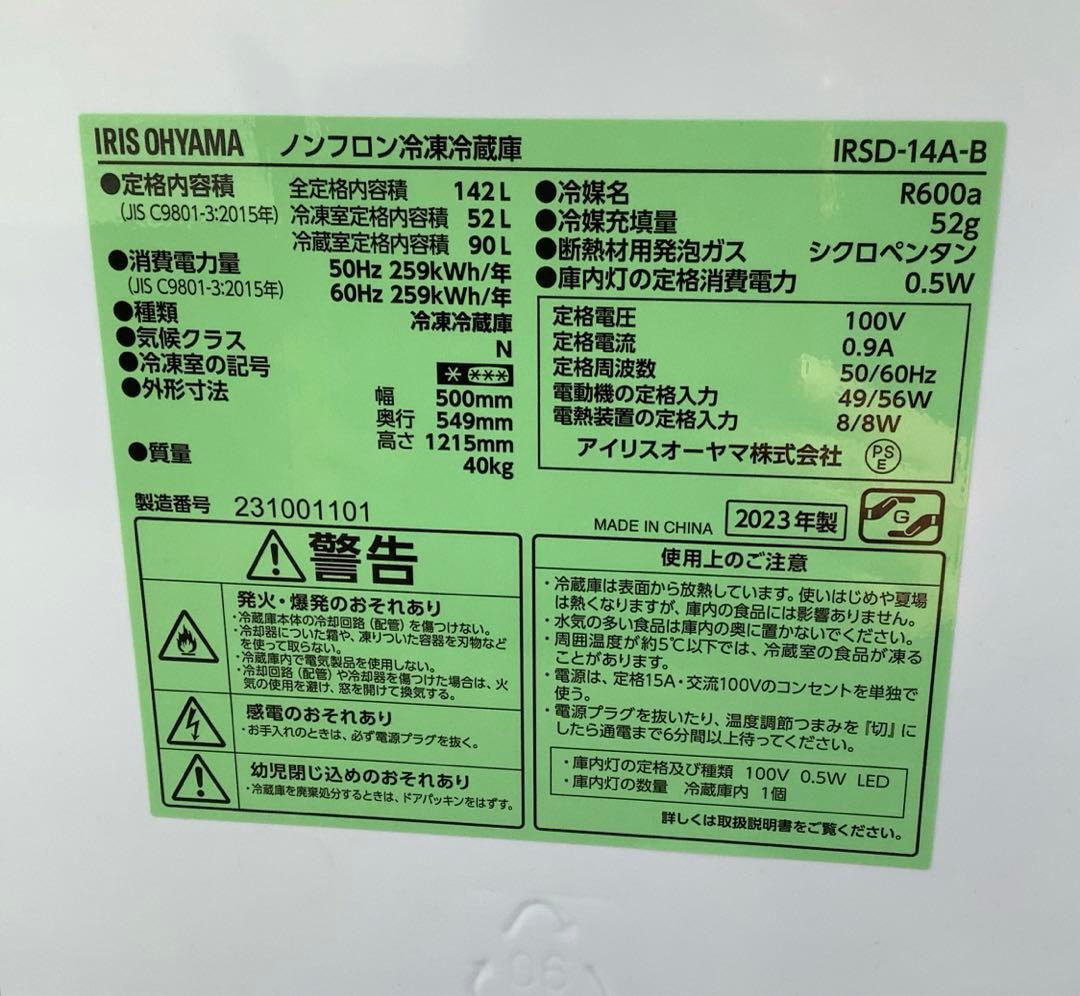 IRIS OHYAMA ノンフロン冷凍冷蔵庫 IRSD-14A-B
●定格内容積 全定格内容積 142L
(JIS C9801-3:2015年) 冷凍室定格内容積 52L
冷蔵室定格内容積 90L
●消費電力量 50Hz 259kWh/年
(JIS C9801-3:2015年) 60Hz 259kWh/年
●種類 冷凍冷蔵庫
●気候クラス N
●冷凍室の記号 * ***
●外形寸法 幅 500mm
奥行 549mm
高さ 1215mm
●質量 40kg
製造番号 231001101
●冷媒名 R600a
●冷媒充填量 52g
●断熱材用発泡ガス シクロペンタン
●庫内灯の定格消費電力 0.5W
定格電圧 100V
定格電流 0.9A
定格周波数 50/60Hz
電動機の定格入力 49/56W
電熱装置の定格入力 8/8W
アイリスオーヤマ株式会社 PSE
MADE IN CHINA 2023年製 G
警告
発火・爆発のおそれあり
・冷蔵庫本体の冷却回路（配管）を傷つけない。
・冷却器についた霜や、凍りついた容器を刃物など
を使って取らない。
・冷蔵庫内で電気製品を使用しない。
・冷却回路（配管）や冷却器を傷つけた場合は、火
気の使用を避け、窓を開けて換気する。
感電のおそれあり
・お手入れのときは、必ず電源プラグを抜く。
幼児閉じ込めのおそれあり
・冷蔵庫を廃棄処分するときは、ドアパッキンをはずす。
使用上のご注意
・冷蔵庫は表面から放熱しています。使いはじめや夏場
は熱くなりますが、庫内の食品には影響ありません。
・水気の多い食品は庫内の奥に置かないでください。
・周囲温度が約5℃以下では、冷蔵室の食品が凍る
ことがあります。
・電源は、定格15A・交流100Vのコンセントを単独で
使う。
・電源プラグを抜いたり、温度調節つまみを『切』に
したら通電まで6分間以上待ってください。
・庫内灯の定格及び種類 100V 0.5W LED
・庫内灯の数量 冷蔵庫内 1個
詳しくは取扱説明書をご覧ください。
06